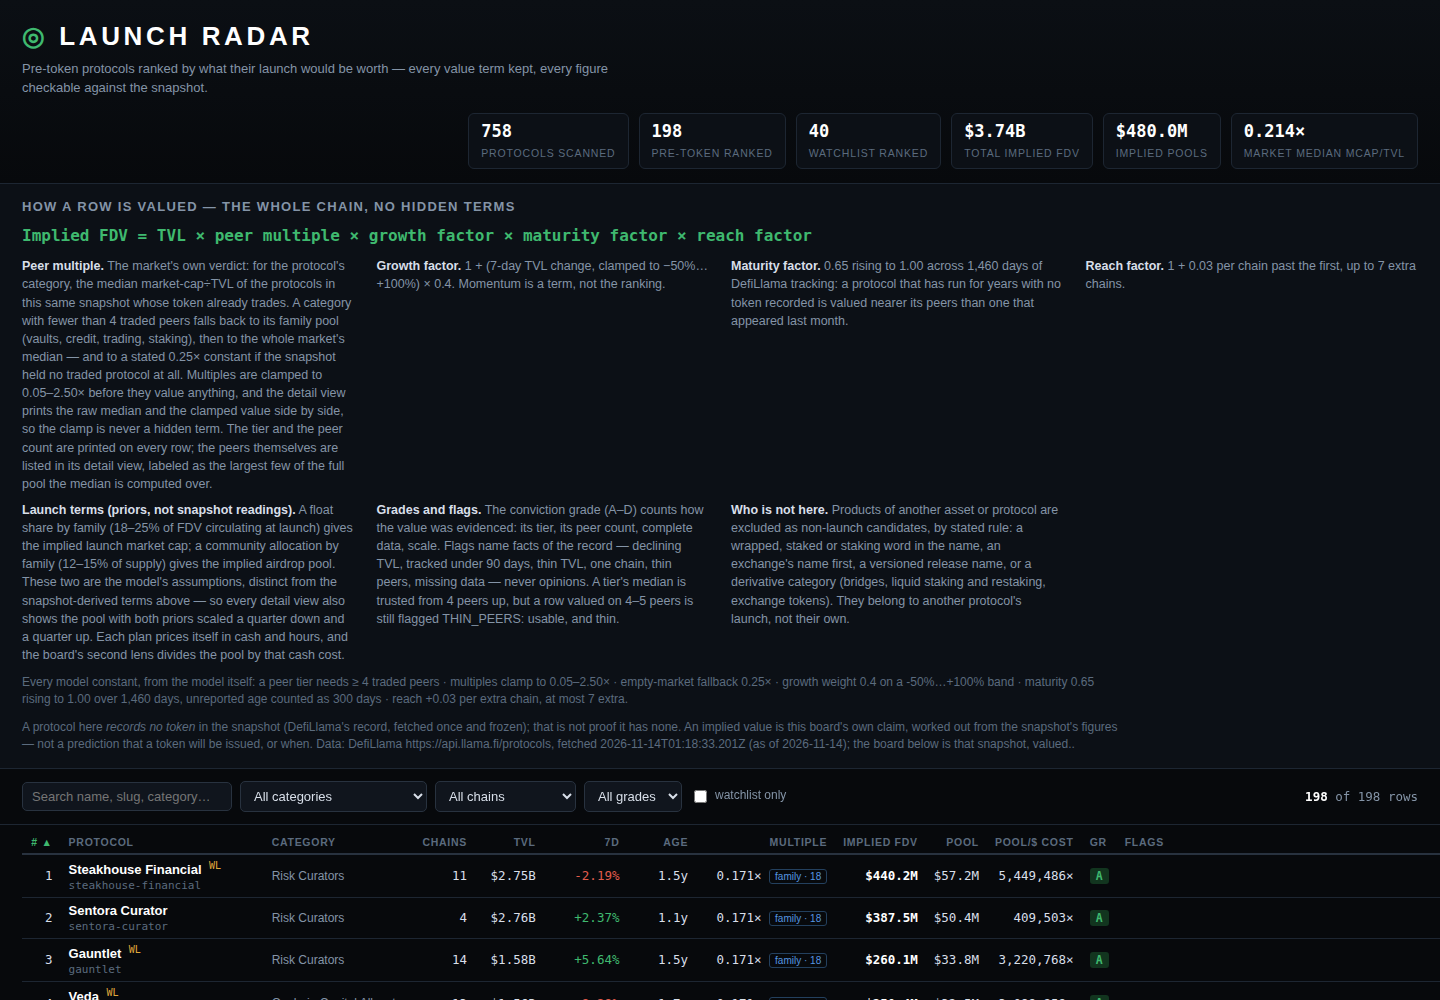 ◎ LAUNCH RADAR
Pre-token protocols ranked by what their launch would be worth — every value term kept, every figure
checkable against the snapshot.
758 198 40 $3.74B $480.0M 0.214×
PROTOCOLS SCANNED PRE-TOKEN RANKED WATCHLIST RANKED TOTAL IMPLIED FDV IMPLIED POOLS MARKET MEDIAN MCAP/TVL
HOW A ROW IS VALUED — THE WHOLE CHAIN, NO HIDDEN TERMS
Implied FDV = TVL × peer multiple × growth factor × maturity factor × reach factor
Peer multiple. The market's own verdict: for the protocol's
category, the median market-cap÷TVL of the protocols in
this same snapshot whose token already trades. A category
with fewer than 4 traded peers falls back to its family pool
(vaults, credit, trading, staking), then to the whole market's
median — and to a stated 0.25× constant if the snapshot
held no traded protocol at all. Multiples are clamped to
0.05–2.50× before they value anything, and the detail view
prints the raw median and the clamped value side by side,
so the clamp is never a hidden term. The tier and the peer
count are printed on every row; the peers themselves are
listed in its detail view, labeled as the largest few of the full
pool the median is computed over.
Growth factor. 1 + (7-day TVL change, clamped to −50%…
+100%) × 0.4. Momentum is a term, not the ranking.
Maturity factor. 0.65 rising to 1.00 across 1,460 days of
DefiLlama tracking: a protocol that has run for years with no
token recorded is valued nearer its peers than one that
appeared last month.
Reach factor. 1 + 0.03 per chain past the first, up to 7 extra
chains.
Launch terms (priors, not snapshot readings). A float
share by family (18–25% of FDV circulating at launch) gives
the implied launch market cap; a community allocation by
family (12–15% of supply) gives the implied airdrop pool.
These two are the model's assumptions, distinct from the
snapshot-derived terms above — so every detail view also
shows the pool with both priors scaled a quarter down and
a quarter up. Each plan prices itself in cash and hours, and
the board's second lens divides the pool by that cash cost.
Grades and flags. The conviction grade (A–D) counts how
the value was evidenced: its tier, its peer count, complete
data, scale. Flags name facts of the record — declining
TVL, tracked under 90 days, thin TVL, one chain, thin
peers, missing data — never opinions. A tier's median is
trusted from 4 peers up, but a row valued on 4–5 peers is
still flagged THIN_PEERS: usable, and thin.
Who is not here. Products of another asset or protocol are
excluded as non-launch candidates, by stated rule: a
wrapped, staked or staking word in the name, an
exchange's name first, a versioned release name, or a
derivative category (bridges, liquid staking and restaking,
exchange tokens). They belong to another protocol's
launch, not their own.
Every model constant, from the model itself: a peer tier needs ≥ 4 traded peers · multiples clamp to 0.05–2.50× · empty-market fallback 0.25× · growth weight 0.4 on a -50%…+100% band · maturity 0.65
rising to 1.00 over 1,460 days, unreported age counted as 300 days · reach +0.03 per extra chain, at most 7 extra.
A protocol here records no token in the snapshot (DefiLlama's record, fetched once and frozen); that is not proof it has none. An implied value is this board's own claim, worked out from the snapshot's figures
— not a prediction that a token will be issued, or when. Data: DefiLlama https://api.llama.fi/protocols, fetched 2026-11-14T01:18:33.201Z (as of 2026-11-14); the board below is that snapshot, valued..
Search name, slug, category… All categories All chains All grades watchlist only 198 of 198 rows
# ▲ PROTOCOL CATEGORY CHAINS TVL 7D AGE MULTIPLE IMPLIED FDV POOL POOL/$ COST GR FLAGS
1 Steakhouse Financial WL Risk Curators 11 $2.75B -2.19% 1.5y 0.171× family · 18 $440.2M $57.2M 5,449,486× A
steakhouse-financial
2 Sentora Curator Risk Curators 4 $2.76B +2.37% 1.1y 0.171× family · 18 $387.5M $50.4M 409,503× A
sentora-curator
3 Gauntlet WL Risk Curators 14 $1.58B +5.64% 1.5y 0.171× family · 18 $260.1M $33.8M 3,220,768× A
gauntlet
Veda WL